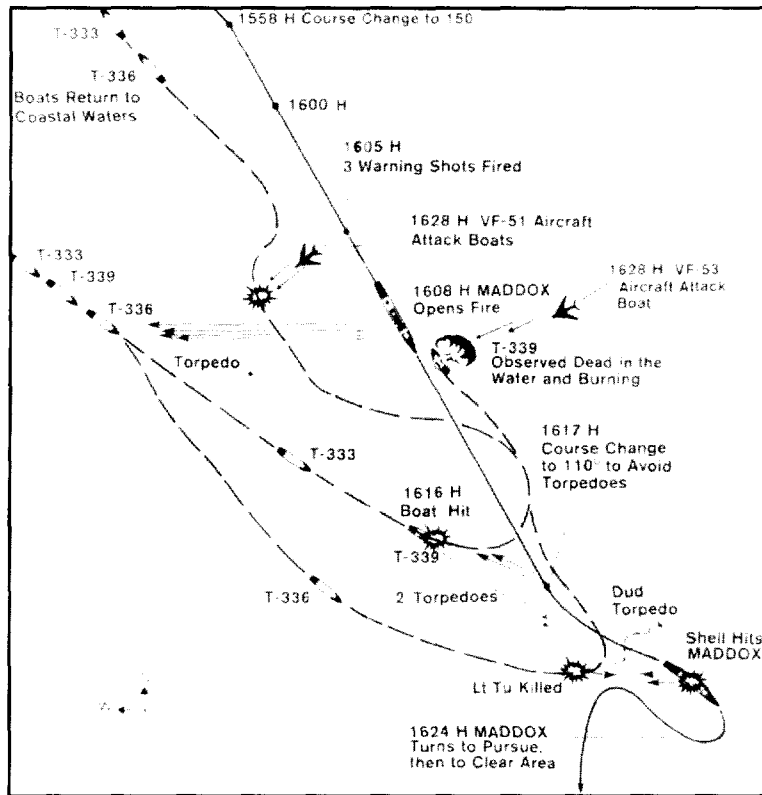 1558 H Course Change to 150
T-333
T-336
Boats Return to
Coastal Waters
1600 H
1605 H
3 Warning Shots Fired
1628 H VF-51 Aircraft
Attack Boats
T-333
T-339
T-336
1608 H MADDOX
Opens Fire
1628 H VF-53
Aircraft Attack
Boat
T-339
Observed Dead in the
Water and Burning
Torpedo
1617 H
Course Change
to 110° to Avoid
Torpedoes
T-333
1616 H
Boat Hit
T-339
T-336
2 Torpedoes
Dud
Torpedo
Shell Hits
MADDOX
Lt Tu Killed
1624 H MADDOX
Turns to Pursue,
then to Clear Area